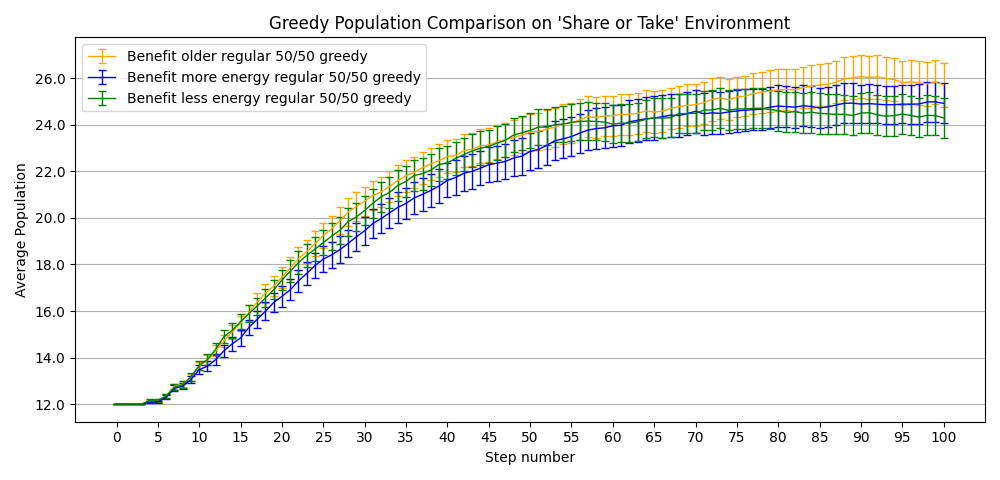 Greedy Population Comparison on 'Share or Take' Environment
Benefit older regular 50/50 greedy
Benefit more energy regular 50/50 greedy
Benefit less energy regular 50/50 greedy
Average Population
26.0
24.0
22.0
20.0
18.0
16.0
14.0
12.0
0 5 10 15 20 25 30 35 40 45 50 55 60 65 70 75 80 85 90 95 100
Step number